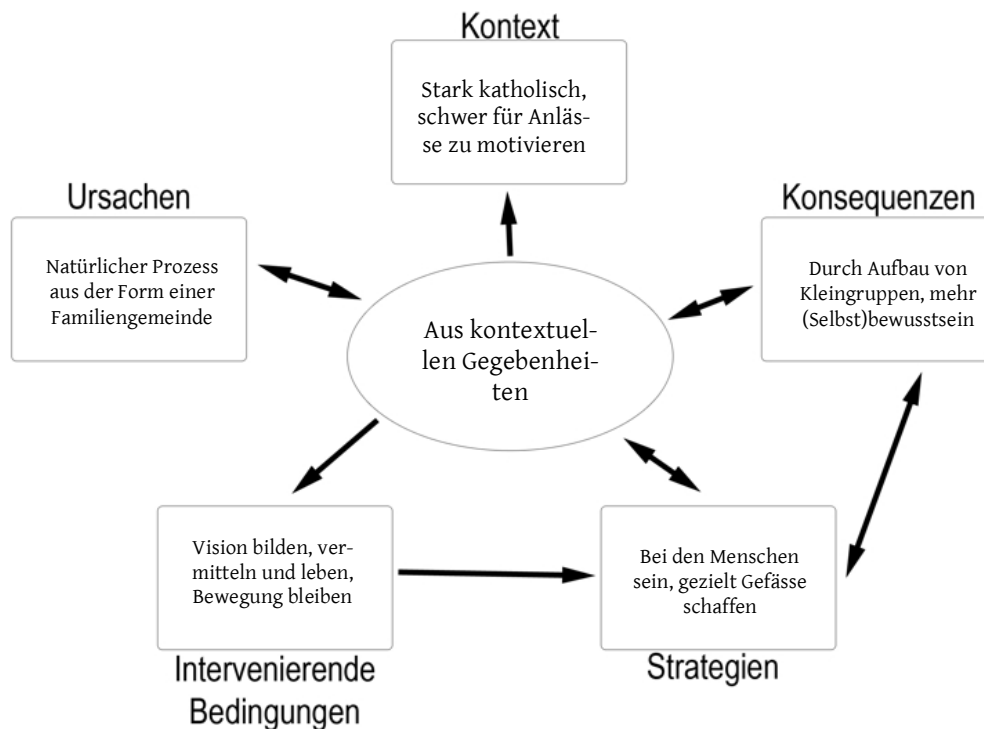 Kontext
Stark katholisch,
schwer für Anläs-
se zu motivieren
Ursachen
Natürlicher Prozess
aus der Form einer
Familiengemeinde
Konsequenzen
Durch Aufbau von
Kleingruppen, mehr
(Selbst)bewusstsein
Aus kontextuel-
len Gegebenhei-
ten
Vision bilden, ver-
mitteln und leben,
Bewegung bleiben
Intervenierende
Bedingungen
Bei den Menschen
sein, gezielt Gefässe
schaffen
Strategien